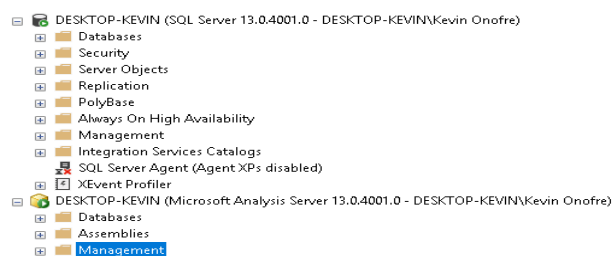 DESKTOP-KEVIN (SQL Server 13.0.4001.0 - DESKTOP-KEVIN\Kevin Onofre)
Databases
Security
Server Objects
Replication
PolyBase
Always On High Availability
Management
Integration Services Catalogs
SQL Server Agent (Agent XPs disabled)
XEvent Profiler
DESKTOP-KEVIN (Microsoft Analysis Server 13.0.4001.0 - DESKTOP-KEVIN\Kevin Onofre)
Databases
Assemblies
Management